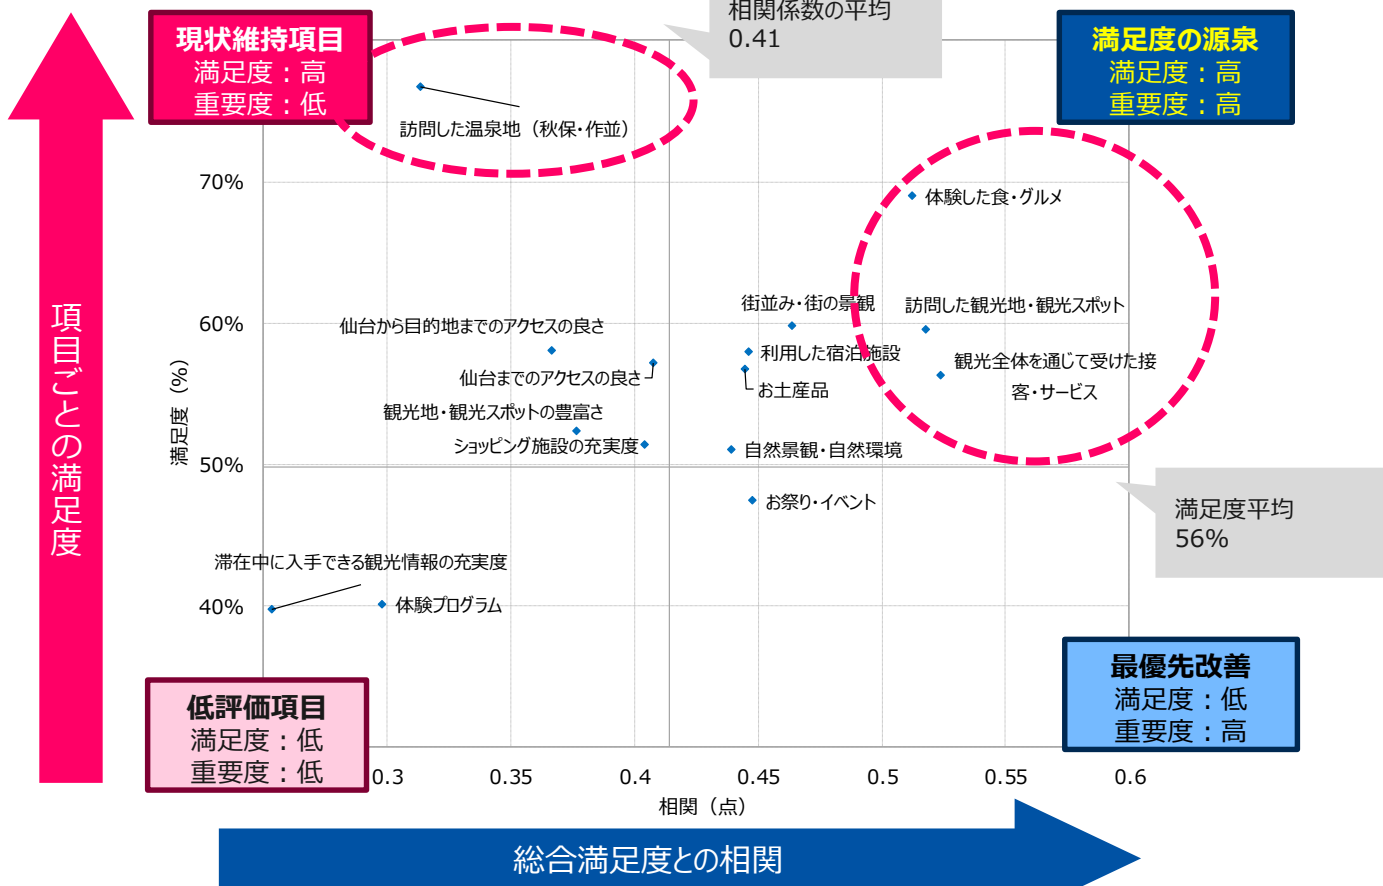 相関係数の平均
0.41
現状維持項目
満足度：高
重要度：低
満足度の源泉
満足度：高
重要度：高
訪問した温泉地（秋保・作並）
70%
体験した食・グルメ
項目ごとの満足度
満足度（%）
街並み・街の景観
訪問した観光地・観光スポット
60%
仙台から目的地までのアクセスの良さ
利用した宿泊施設
観光全体を通じて受けた接
客・サービス
仙台までのアクセスの良さ
お土産品
観光地・観光スポットの豊富さ
ショッピング施設の充実度
自然景観・自然環境
50%
お祭り・イベント
満足度平均
56%
滞在中に入手できる観光情報の充実度
40%
体験プログラム
最優先改善
満足度：低
重要度：高
低評価項目
満足度：低
重要度：低
0.3
0.35
0.4
0.45
0.5
0.55
0.6
相関（点）
総合満足度との相関